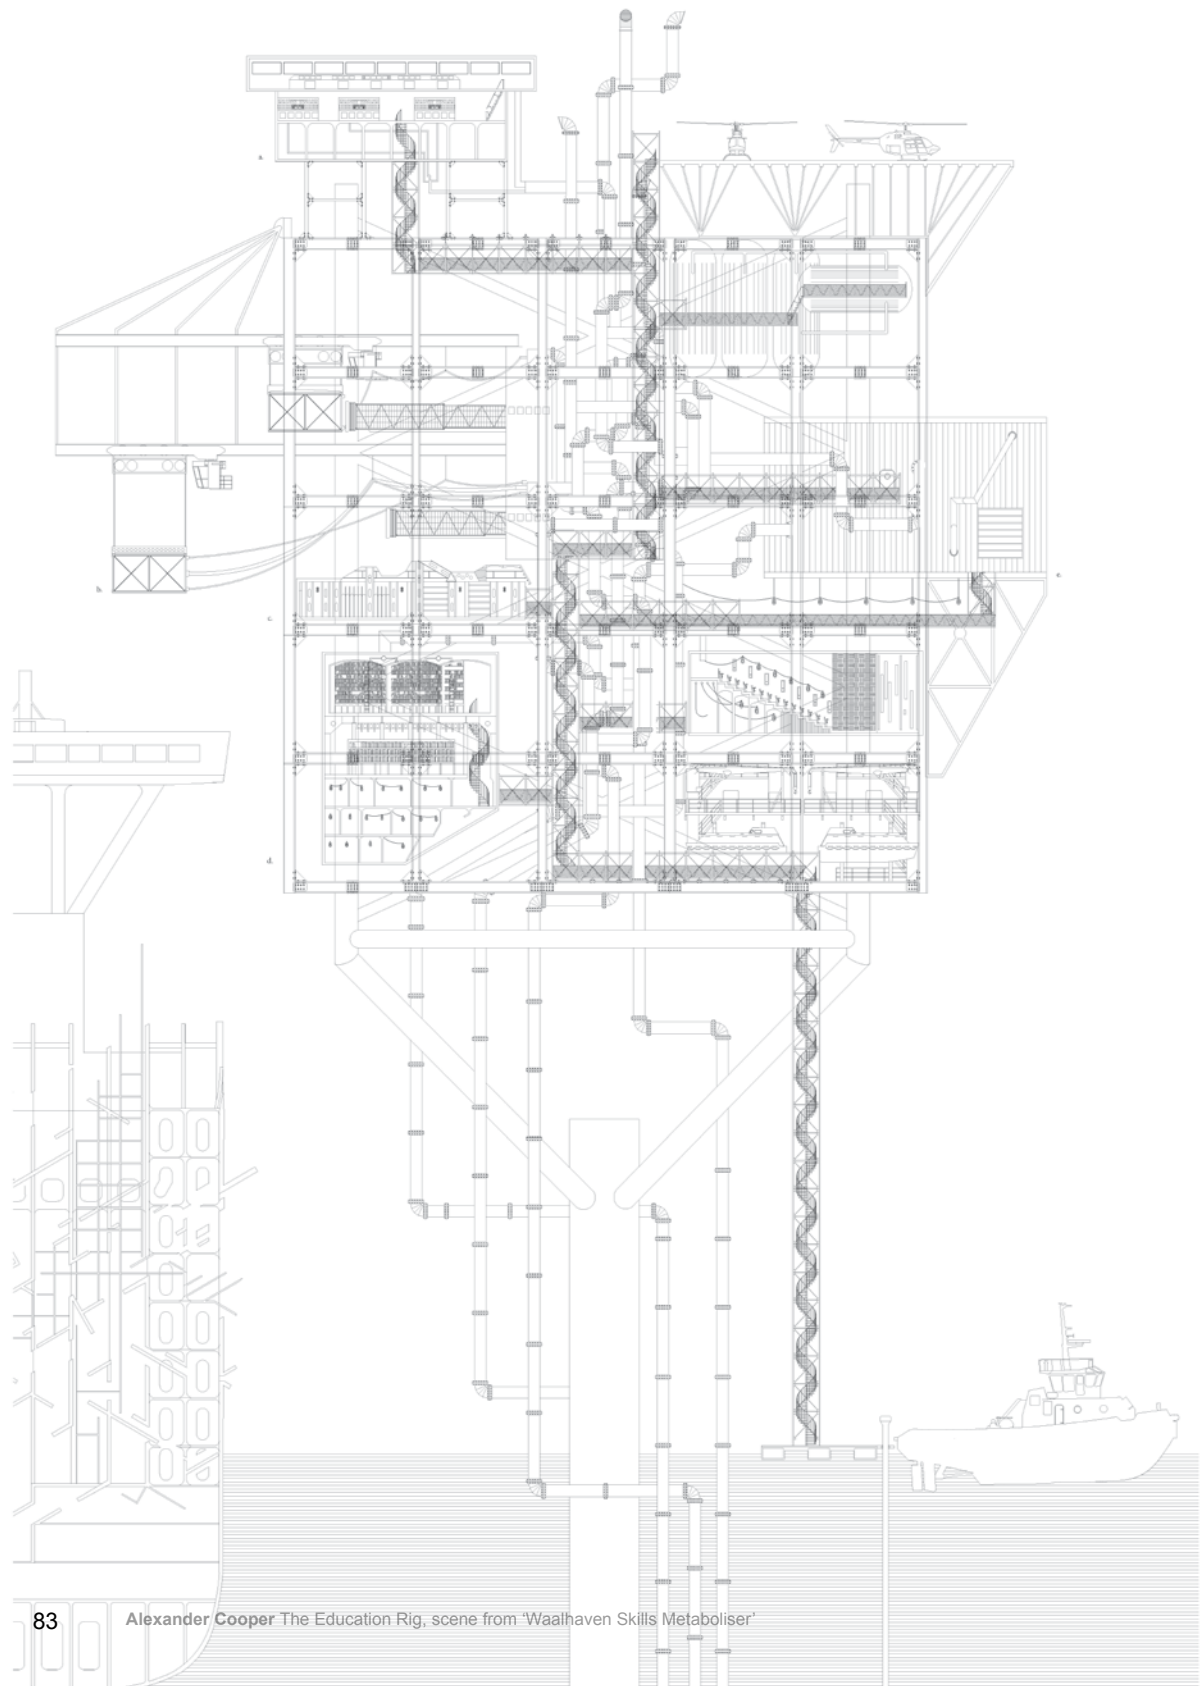 a.
b.
c.
e.
d.
83 Alexander Cooper The Education Rig, scene from ‘Waalhaven Skills Metaboliser’